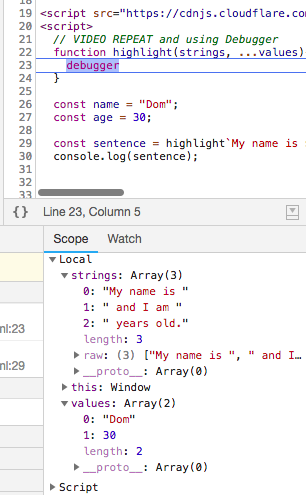 18
19 <script src="https://cdnjs.cloudflare.com
20 <script>
21 // VIDEO REPEAT and using Debugger
22 function highlight(strings, ...values)
23 debugger
24 }
25
26 const name = "Dom";
27 const age = 30;
28
29 const sentence = highlight`My name is
30 console.log(sentence);
31
32
33
{} Line 23, Column 5
Scope Watch
▼ Local
▼ strings: Array(3)
0: "My name is "
nl:23
1: " and I am "
2: " years old."
length: 3
nl:29
▶ raw: (3) ["My name is ", " and I…
▶ __proto__: Array(0)
▶ this: Window
▼ values: Array(2)
0: "Dom"
1: 30
length: 2
▶ __proto__: Array(0)
▶ Script